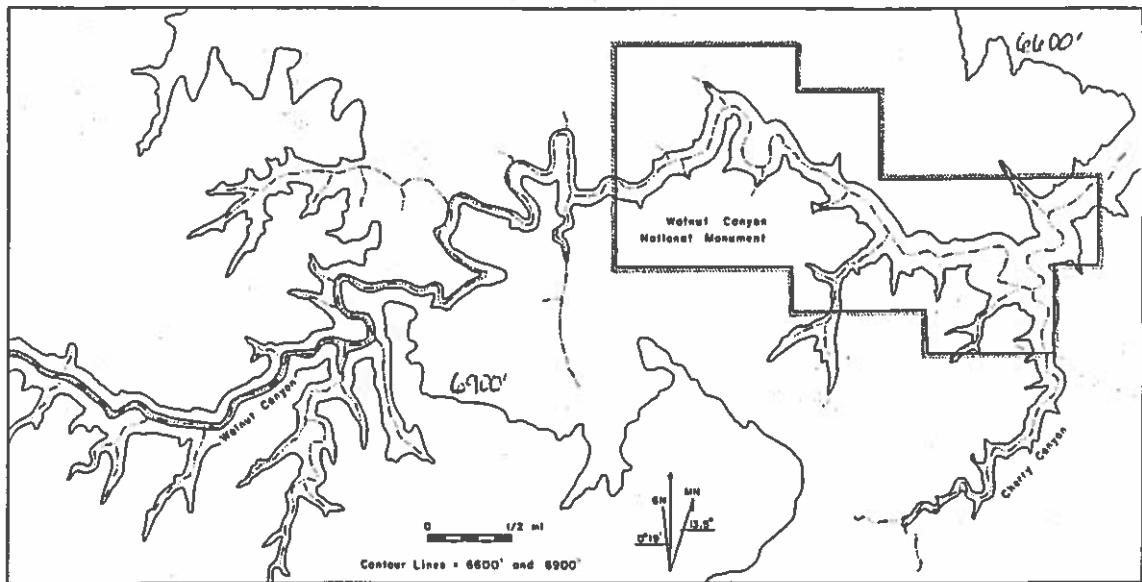 6600'
Walnut Canyon
National Monument
6900'
Walnut Canyon
Cherry Canyon
GN
MN
13.5°
0°19'
0
1/2 mi
Contour Lines = 6600' and 6900'